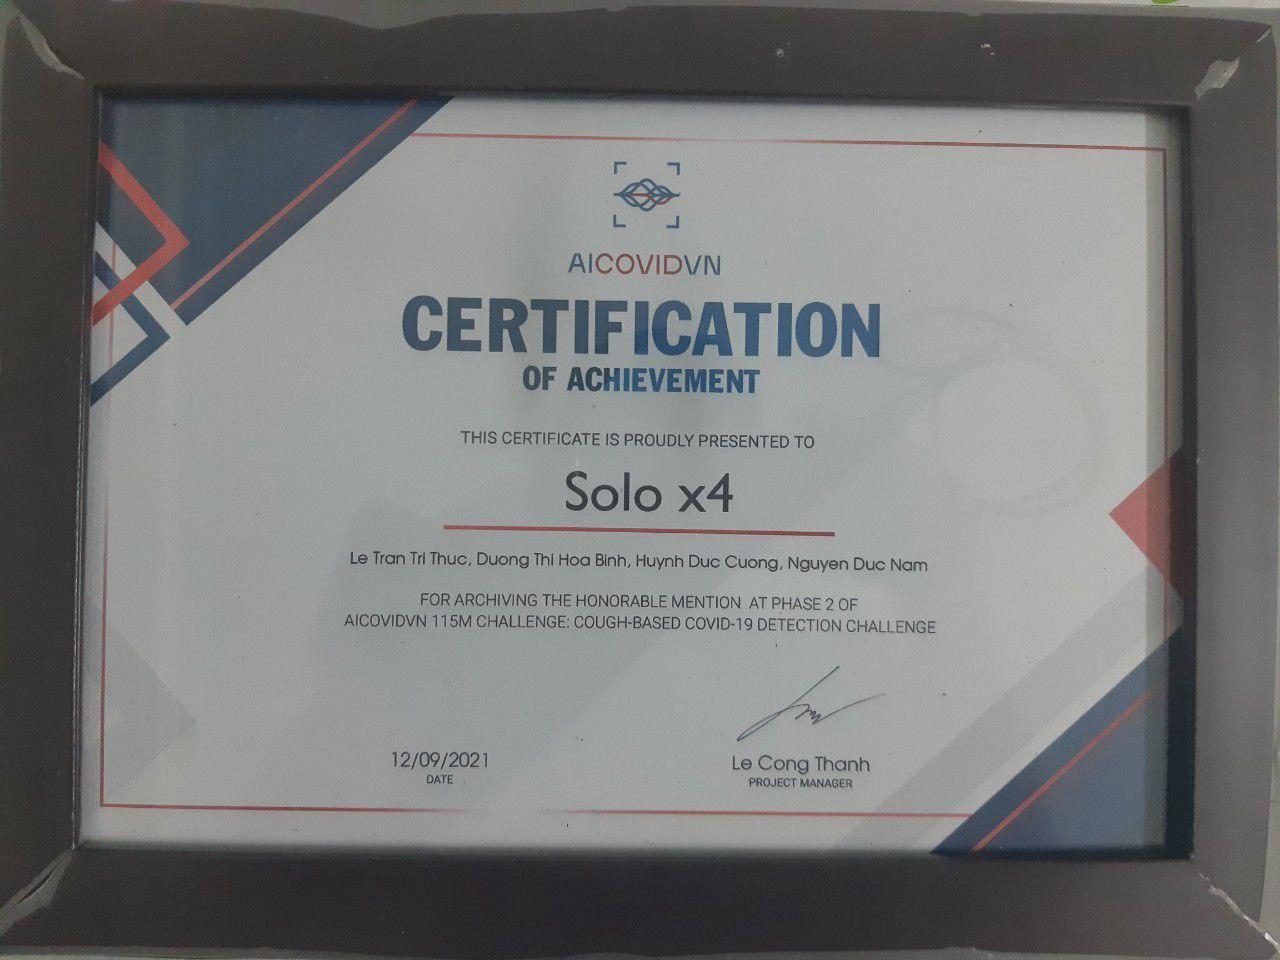 AICOVIDVN
CERTIFICATION
OF ACHIEVEMENT
THIS CERTIFICATE IS PROUDLY PRESENTED TO
Solo x4
Le Tran Tri Thuc, Duong Thi Hoa Binh, Huynh Duc Cuong, Nguyen Duc Nam
FOR ARCHIVING THE HONORABLE MENTION AT PHASE 2 OF
AICOVIDVN 115M CHALLENGE: COUGH-BASED COVID-19 DETECTION CHALLENGE
12/09/2021
DATE
Le Cong Thanh
PROJECT MANAGER